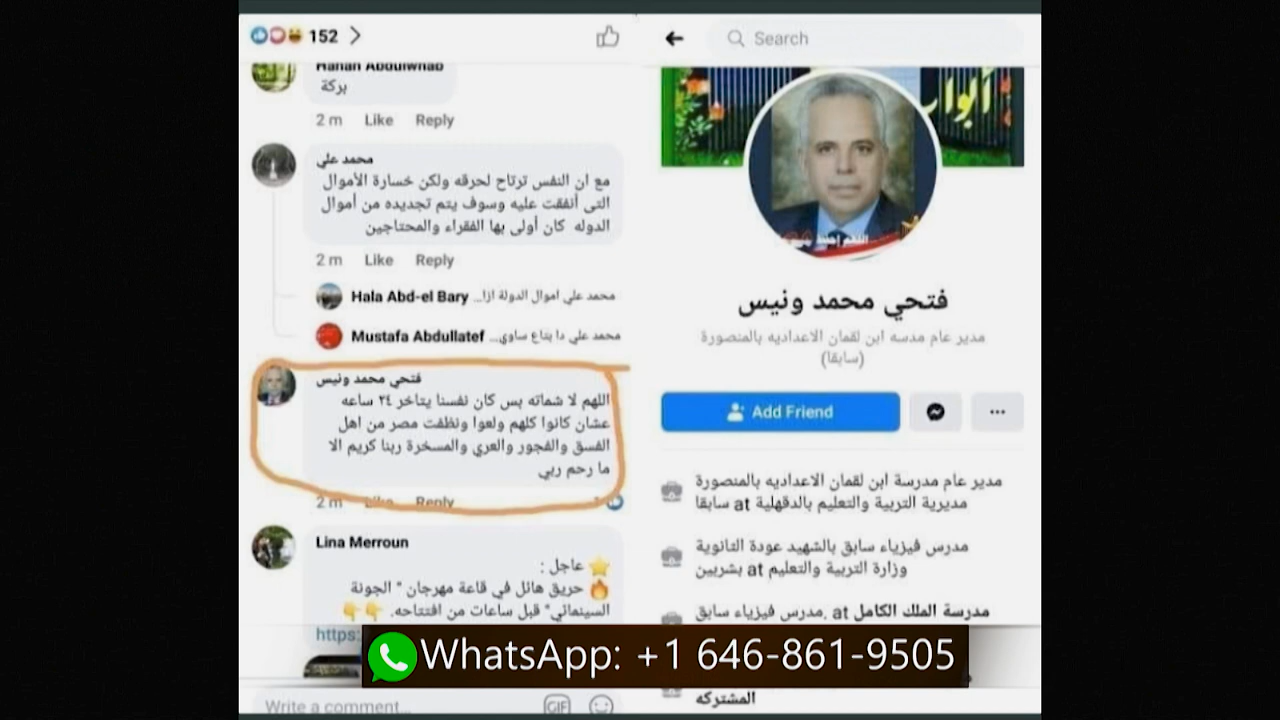 152
Hanan Abdulwhab
بركة
2 m Like Reply
محمد علي
مع ان النفس ترتاح لحرقه ولكن خسارة الأموال
التى أنفقت عليه وسوف يتم تجديده من أموال
الدوله كان أولى بها الفقراء والمحتاجين
2 m Like Reply
Hala Abd-el Bary محمد علي اموال الدولة ازا...
Mustafa Abdullatef محمد علي دا بتاع ساوي...
فتحي محمد ونيس
اللهم لا شماته بس كان نفسنا يتاخر ٢٤ ساعه
عشان كانوا كلهم ولعوا ونظفت مصر من اهل
الفسق والفجور والعري والمسخرة ربنا كريم الا
ما رحم ربي
2 m Like Reply
Lina Merroun
عاجل :
حريق هائل في قاعة مهرجان " الجونة
السينمائي" قبل ساعات من افتتاحه.
https:
Write a comment...
GIF
Search
أبواب
فتحي محمد ونيس
مدير عام مدسه ابن لقمان الاعداديه بالمنصورة
(سابقا)
Add Friend
مدير عام مدرسة ابن لقمان الاعداديه بالمنصورة
مديرية التربية والتعليم بالدقهلية at سابقا
مدرس فيزياء سابق بالشهيد عودة الثانوية
وزارة التربية والتعليم at بشربين
مدرسة الملك الكامل at .مدرس فيزياء سابق
المشتركه
WhatsApp: +1 646-861-9505